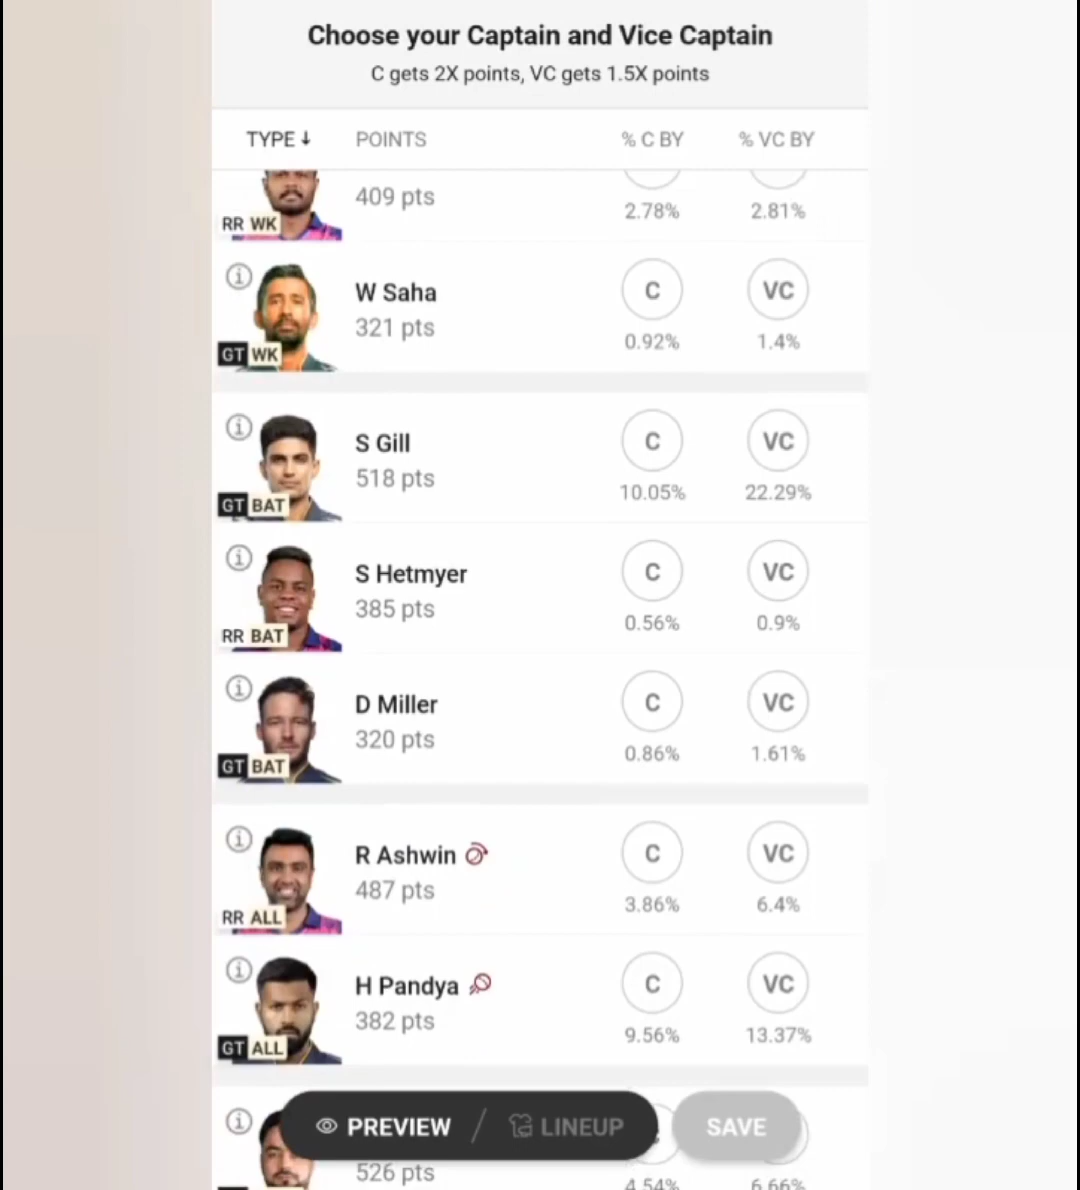 Choose your Captain and Vice Captain
C gets 2X points, VC gets 1.5X points
TYPE↓ POINTS % C BY % VC BY
409 pts
RR WK 2.78% 2.81%
W Saha C VC
321 pts
GT WK 0.92% 1.4%
S Gill C VC
518 pts
GT BAT 10.05% 22.29%
S Hetmyer C VC
385 pts
RR BAT 0.56% 0.9%
D Miller C VC
320 pts
GT BAT 0.86% 1.61%
R Ashwin C VC
487 pts
RR ALL 3.86% 6.4%
H Pandya C VC
382 pts
GT ALL 9.56% 13.37%
PREVIEW / LINEUP SAVE
526 pts
4.54% 6.66%